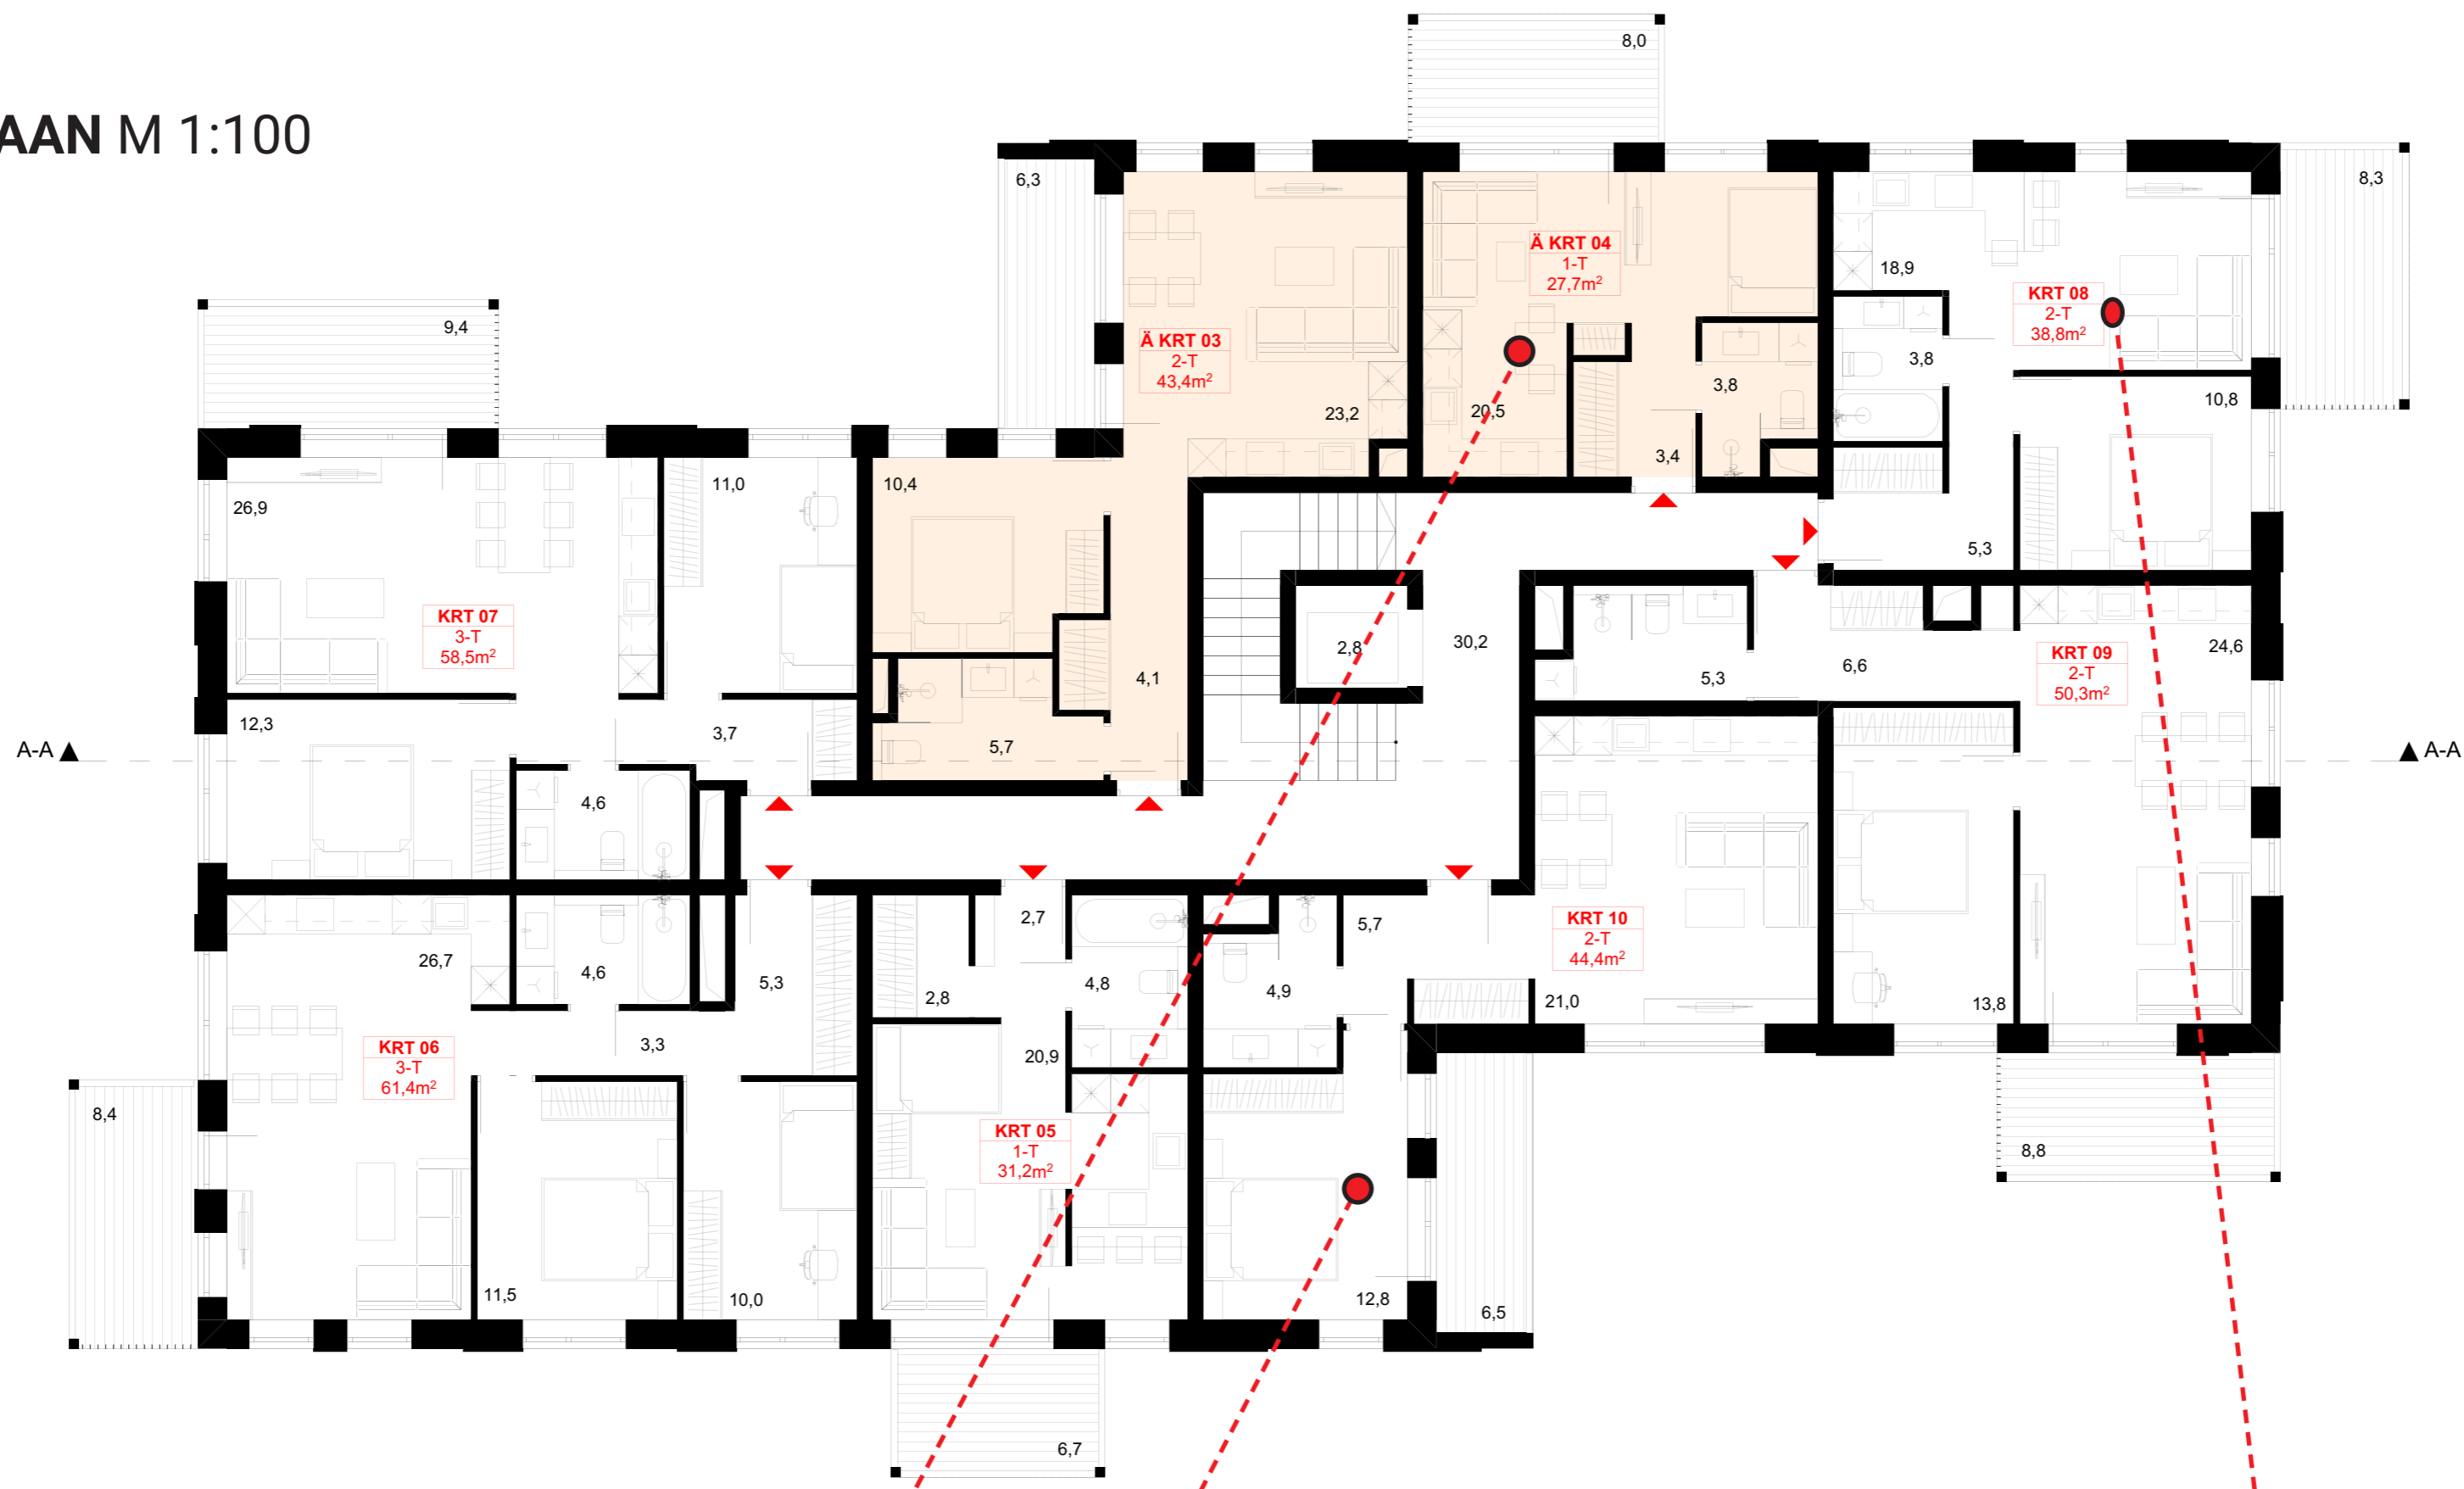 AAN M 1:100
8,0
6,3
8,3
Ä KRT 04
1-T
27,7m²
18,9
KRT 08
2-T
38,8m²
9,4
Ä KRT 03
2-T
43,4m²
3,8
3,8
10,8
23,2
20,5
3,4
26,9
11,0
10,4
5,3
KRT 07
3-T
58,5m²
2,8
30,2
4,1
5,3
6,6
KRT 09
2-T
50,3m²
24,6
12,3
3,7
5,7
A-A ▲
▲ A-A
4,6
26,7
4,6
5,3
2,7
2,8
4,8
4,9
5,7
KRT 10
2-T
44,4m²
21,0
13,8
3,3
20,9
KRT 06
3-T
61,4m²
8,4
KRT 05
1-T
31,2m²
8,8
11,5
10,0
12,8
6,5
6,7